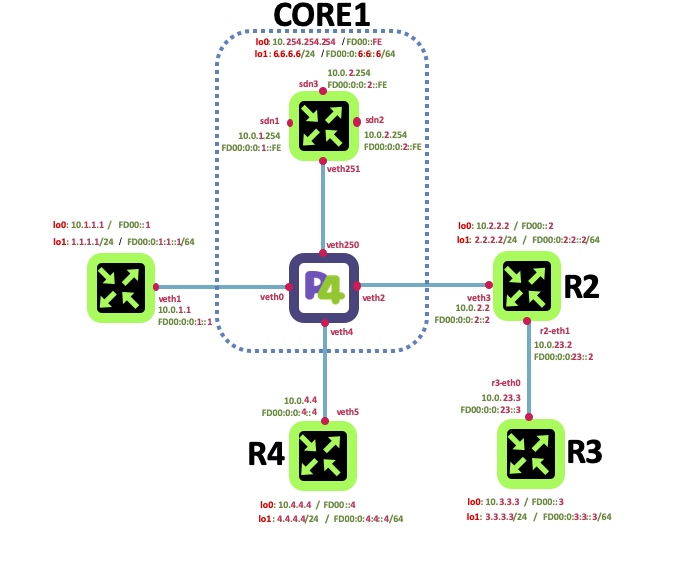 CORE1
lo0: 10.254.254.254 / FD00::FE
lo1: 6.6.6.6/24 / FD00:0:6:6::6/64
10.0.2.254
sdn3 FD00:0:0:2::FE
sdn1
sdn2
10.0.1.254
FD00:0:0:1::FE
10.0.2.254
FD00:0:0:2::FE
veth251
lo0: 10.1.1.1 / FD00::1
lo1: 1.1.1.1/24 / FD00:0:1:1::1/64
lo0: 10.2.2.2 / FD00::2
lo1: 2.2.2.2/24 / FD00:0:2:2::2/64
veth250
P4
R2
veth1
10.0.1.1
FD00:0:0:1::1
veth0
veth2
veth3
10.0.2.2
FD00:0:0:2::2
veth4
r2-eth1
10.0.23.2
FD00:0:0:23::2
r3-eth0
10.0.23.3
FD00:0:0:23::3
10.0.4.4
FD00:0:0:4::4
veth5
R4
R3
lo0: 10.4.4.4 / FD00::4
lo1: 4.4.4.4/24 / FD00:0:4:4::4/64
lo0: 10.3.3.3 / FD00::3
lo1: 3.3.3.3/24 / FD00:0:3:3::3/64